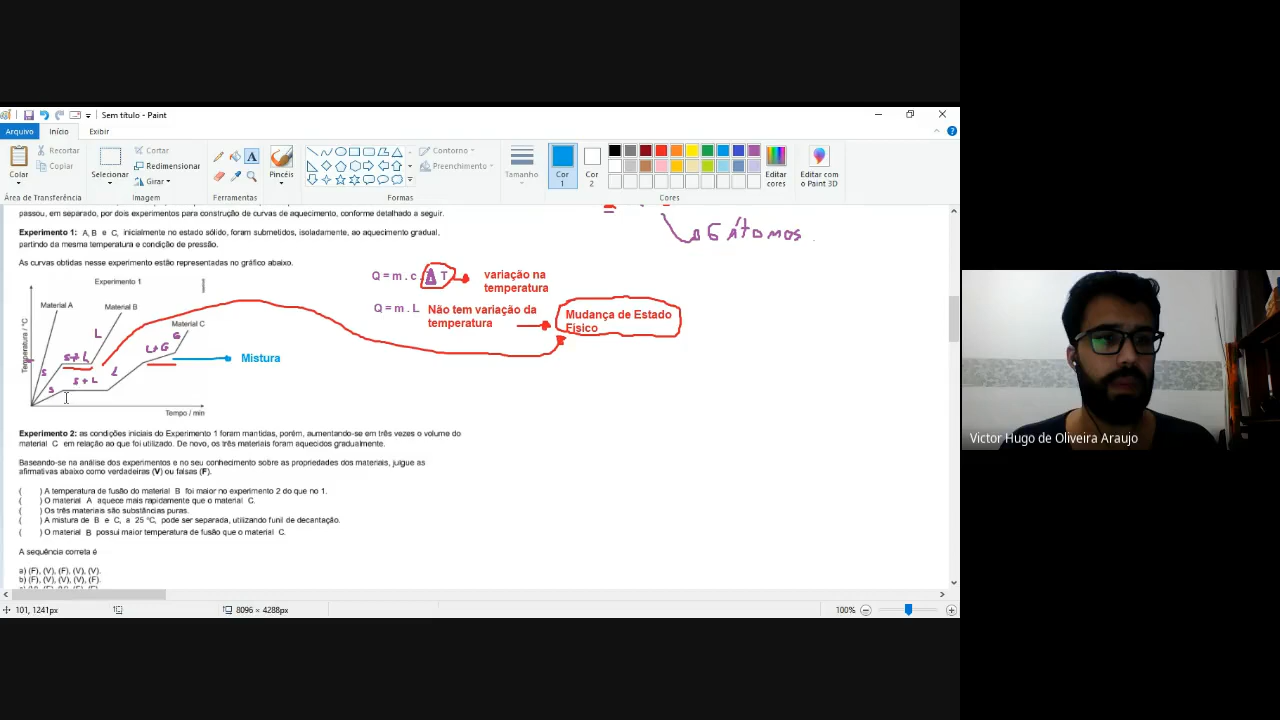 Sem título - Paint
Arquivo Início Exibir
Colar
Recortar
Copiar
Área de Transferência
Selecionar
Cortar
Redimensionar
Girar
Imagem
A
Ferramentas
Pincéis
Contorno
Preenchimento
Formas
Tamanho
Cor
1
Cor
2
Cores
Editar
cores
Editar com
o Paint 3D
passou, em separado, por dois experimentos para construção de curvas de aquecimento, conforme detalhado a seguir.
6 átomos
Experimento 1: A, B e C, inicialmente no estado sólido, foram submetidos, isoladamente, ao aquecimento gradual,
partindo da mesma temperatura e condição de pressão.
As curvas obtidas nesse experimento estão representadas no gráfico abaixo.
Experimento 1
Material A
Material B
Material C
Temperatura / °C
Tempo / min
S
S+L
L
S
S+L
L
L+G
G
Mistura
Q = m . c . Δ T
variação na
temperatura
Q = m . L
Não tem variação da
temperatura
Mudança de Estado
Físico
Experimento 2: as condições iniciais do Experimento 1 foram mantidas, porém, aumentando-se em três vezes o volume do
material C em relação ao que foi utilizado. De novo, os três materiais foram aquecidos gradualmente.
Baseando-se na análise dos experimentos e no seu conhecimento sobre as propriedades dos materiais, julgue as
afirmativas abaixo como verdadeiras (V) ou falsas (F).
( ) A temperatura de fusão do material B foi maior no experimento 2 do que no 1.
( ) O material A aquece mais rapidamente que o material C.
( ) Os três materiais são substâncias puras.
( ) A mistura de B e C, a 25 °C, pode ser separada, utilizando funil de decantação.
( ) O material B possui maior temperatura de fusão que o material C.
A sequência correta é
a) (F), (V), (F), (V), (V).
b) (F), (V), (V), (V), (F).
101, 1241px
8096 × 4288px
100%
Victor Hugo de Oliveira Araujo